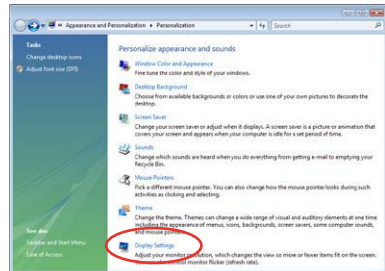 « Appearance and Personalization ▸ Personalization
Search
Tasks
Change desktop icons
Adjust font size (DPI)
Personalize appearance and sounds
Window Color and Appearance
Fine tune the color and style of your windows.
Desktop Background
Choose from available backgrounds or colors or use one of your own pictures to decorate the
desktop.
Screen Saver
Change your screen saver or adjust when it displays. A screen saver is a picture or animation that
covers your screen and appears when your computer is idle for a set period of time.
Sounds
Change which sounds are heard when you do everything from getting e-mail to emptying your
Recycle Bin.
Mouse Pointers
Pick a different mouse pointer. You can also change how the mouse pointer looks during such
activities as clicking and selecting.
Theme
Change the theme. Themes can change a wide range of visual and auditory elements at one time
including the appearance of menus, icons, backgrounds, screen savers, some computer sounds,
and mouse pointers.
Display Settings
Adjust your monitor resolution, which changes the view so more or fewer items fit on the screen.
You can also control monitor flicker (refresh rate).
See also
Taskbar and Start Menu
Ease of Access